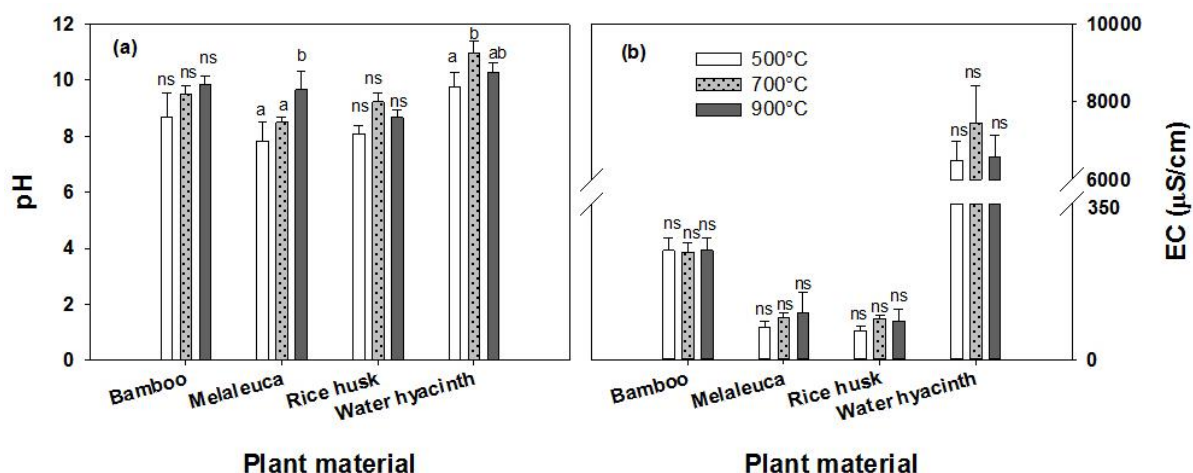 12
10
8
6
4
2
0
pH
(a)
ns
ns
ns
a
a
b
ns
ns
ns
a
b
ab
Bamboo
Melaleuca
Rice husk
Water hyacinth
Plant material
(b)
500°C
700°C
900°C
ns
ns
ns
ns
ns
ns
ns
ns
ns
ns
ns
ns
10000
8000
6000
350
0
EC (µS/cm)
Bamboo
Melaleuca
Rice husk
Water hyacinth
Plant material